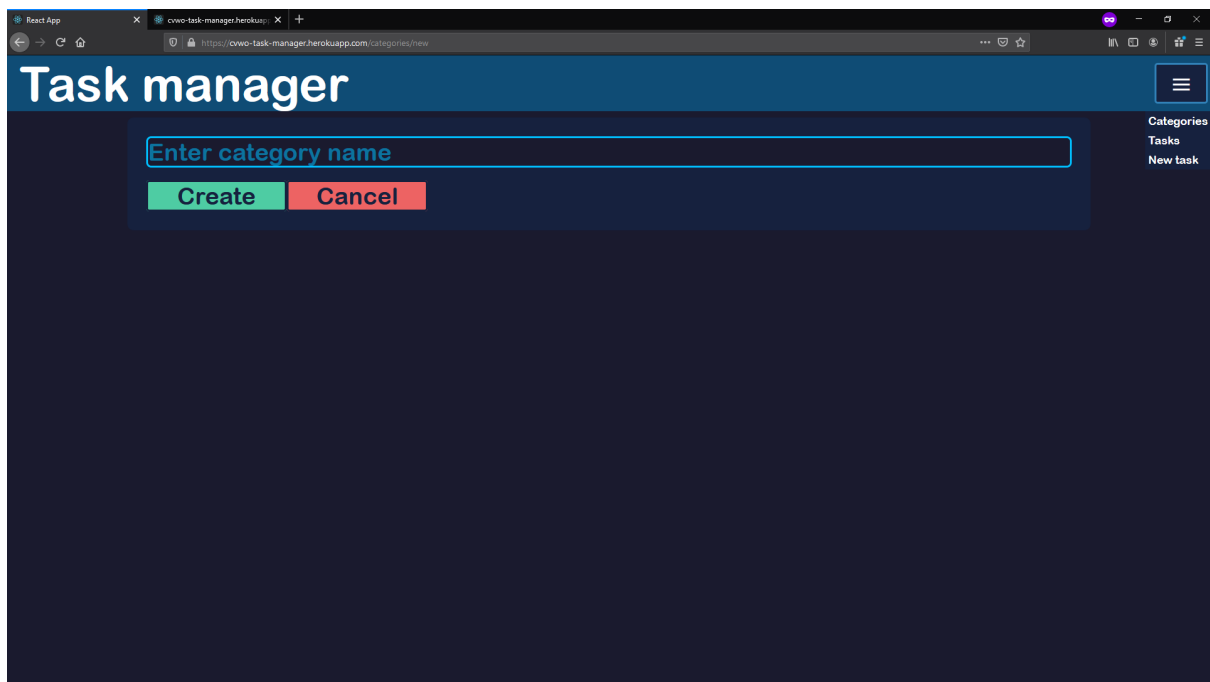 React App
cvwo-task-manager.herokuap
https://cvwo-task-manager.herokuapp.com/categories/new
Task manager
Categories
Tasks
New task
Enter category name
Create Cancel